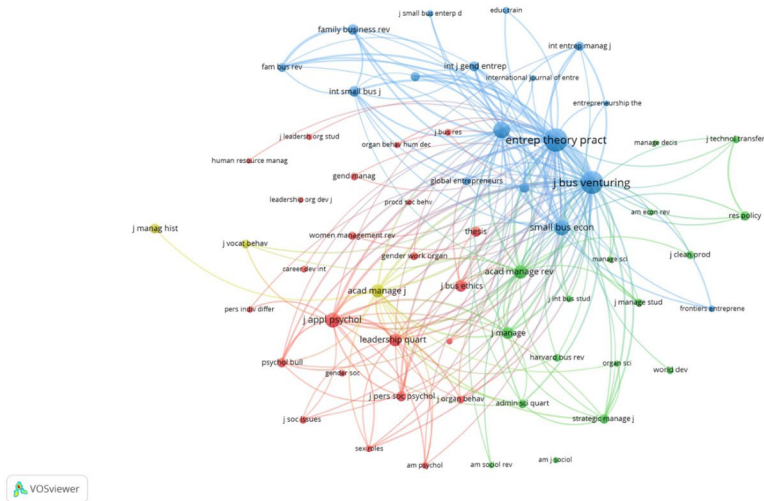 j small bus enterp d
educ train
family business rev
int entrep manag j
fam bus rev
int j gend entrep
international journal of entre
int small bus j
entrepreneurship the
j bus res
j leadersh org stud
entrep theory pract
manage decis
j technol transfer
organ behav hum dec
human resource manag
gend manag
global entrepreneurs
j bus venturing
leadership org dev j
procd soc behv
am econ rev
res policy
j manag hist
women management rev
thesis
small bus econ
j vocat behav
gender work organ
manage sci
j clean prod
career dev int
acad manage rev
acad manage j
j bus ethics
j int bus stud
j manage stud
pers indiv differ
frontiers entreprene
j appl psychol
j manage
leadership quart
harvard bus rev
organ sci
psychol bull
world dev
gender soc
j pers soc psychol
j organ behav
admin sci quart
j soc issues
strategic manage j
sex roles
am psychol
am sociol rev
am j sociol
VOSviewer